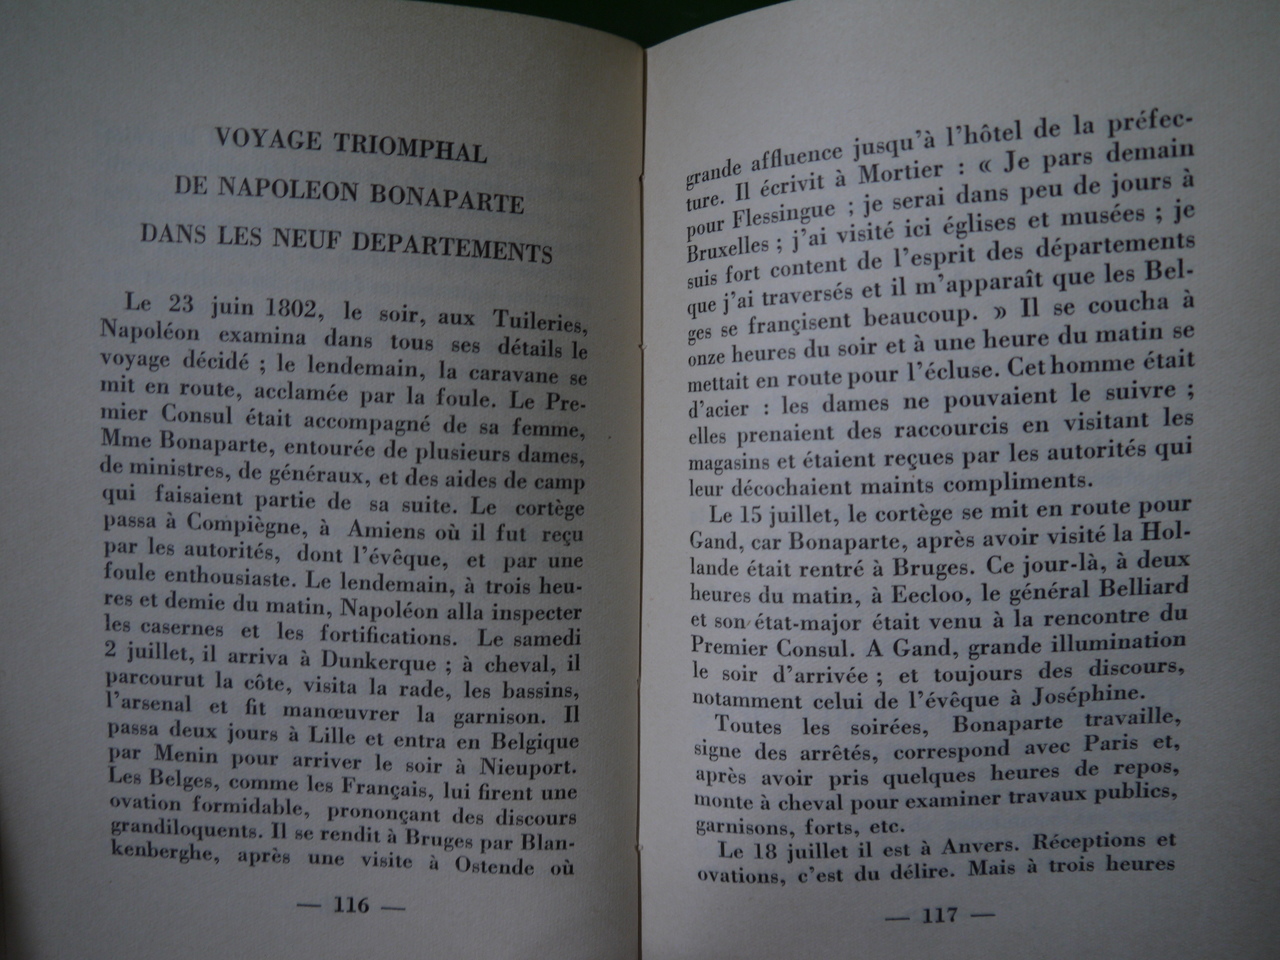 VOYAGE TRIOMPHAL
DE NAPOLEON BONAPARTE
DANS LES NEUF DEPARTEMENTS
Le 23 juin 1802, le soir, aux Tuileries,
Napoléon examina dans tous ses détails le
voyage décidé ; le lendemain, la caravane se
mit en route, acclamée par la foule. Le Pre-
mier Consul était accompagné de sa femme,
Mme Bonaparte, entourée de plusieurs dames,
de ministres, de généraux, et des aides de camp
qui faisaient partie de sa suite. Le cortège
passa à Compiègne, à Amiens où il fut reçu
par les autorités, dont l'évêque, et par une
foule enthousiaste. Le lendemain, à trois heu-
res et demie du matin, Napoléon alla inspecter
les casernes et les fortifications. Le samedi
2 juillet, il arriva à Dunkerque ; à cheval, il
parcourut la côte, visita la rade, les bassins,
l'arsenal et fit manœuvrer la garnison. Il
passa deux jours à Lille et entra en Belgique
par Menin pour arriver le soir à Nieuport.
Les Belges, comme les Français, lui firent une
ovation formidable, prononçant des discours
grandiloquents. Il se rendit à Bruges par Blan-
kenberghe, après une visite à Ostende où
— 116 —
grande affluence jusqu'à l'hôtel de la préfec-
ture. Il écrivit à Mortier : « Je pars demain
pour Flessingue ; je serai dans peu de jours à
Bruxelles ; j'ai visité ici églises et musées ; je
suis fort content de l'esprit des départements
que j'ai traversés et il m'apparaît que les Bel-
ges se françisent beaucoup. » Il se coucha à
onze heures du soir et à une heure du matin se
mettait en route pour l'écluse. Cet homme était
d'acier : les dames ne pouvaient le suivre ;
elles prenaient des raccourcis en visitant les
magasins et étaient reçues par les autorités qui
leur décochaient maints compliments.
Le 15 juillet, le cortège se mit en route pour
Gand, car Bonaparte, après avoir visité la Hol-
lande était rentré à Bruges. Ce jour-là, à deux
heures du matin, à Eecloo, le général Belliard
et son état-major était venu à la rencontre du
Premier Consul. A Gand, grande illumination
le soir d'arrivée ; et toujours des discours,
notamment celui de l'évêque à Joséphine.
Toutes les soirées, Bonaparte travaille,
signe des arrêtés, correspond avec Paris et,
après avoir pris quelques heures de repos,
monte à cheval pour examiner travaux publics,
garnisons, forts, etc.
Le 18 juillet il est à Anvers. Réceptions et
ovations, c'est du délire. Mais à trois heures
— 117 —